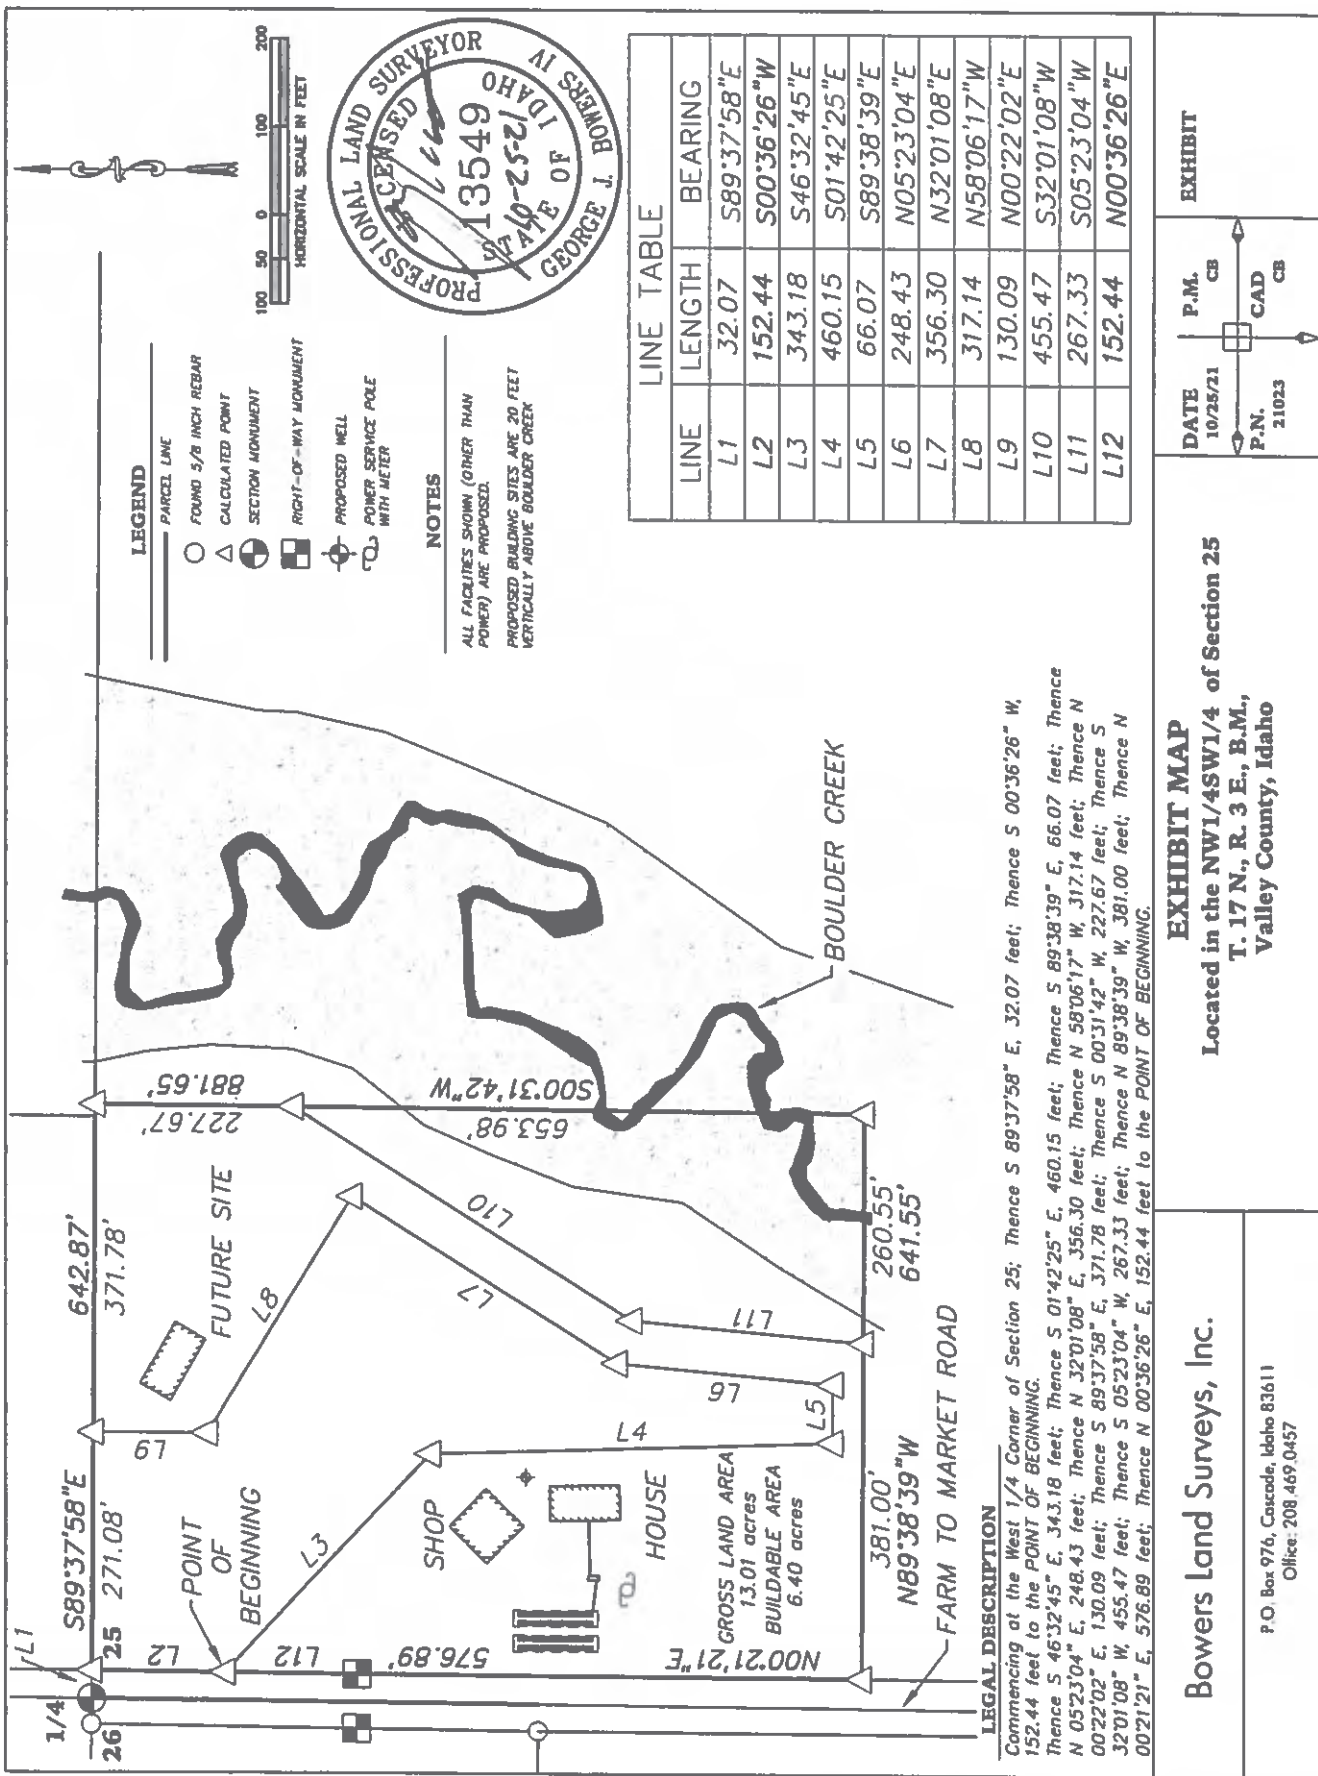 1/4
26
25
L1
S89°37'58"E
271.08'
642.87'
371.78'
L2
POINT
OF
BEGINNING
L9
FUTURE SITE
L8
227.67'
881.65'
L12
L3
576.89'
N00°21'21"E
SHOP
HOUSE
L4
L5
L6
L7
L10
L11
653.98'
S00°31'42"W
GROSS LAND AREA
13.01 acres
BUILDABLE AREA
6.40 acres
381.00'
N89°38'39"W
260.55'
641.55'
FARM TO MARKET ROAD
BOULDER CREEK
LEGEND
PARCEL LINE
FOUND 5/8 INCH REBAR
CALCULATED POINT
SECTION MONUMENT
RIGHT-OF-WAY MONUMENT
PROPOSED WELL
POWER SERVICE POLE
WITH METER
NOTES
ALL FACILITIES SHOWN (OTHER THAN
POWER) ARE PROPOSED.
PROPOSED BUILDING SITES ARE 20 FEET
VERTICALLY ABOVE BOULDER CREEK
100 50 0 100 200
HORIZONTAL SCALE IN FEET
PROFESSIONAL LAND SURVEYOR
LICENSED
13549
10-25-21
STATE OF IDAHO
GEORGE J. BOWERS IV
LINE TABLE
LINE LENGTH BEARING
L1 32.07 S89°37'58"E
L2 152.44 S00°36'26"W
L3 343.18 S46°32'45"E
L4 460.15 S01°42'25"E
L5 66.07 S89°38'39"E
L6 248.43 N05°23'04"E
L7 356.30 N32°01'08"E
L8 317.14 N58°06'17"W
L9 130.09 N00°22'02"E
L10 455.47 S32°01'08"W
L11 267.33 S05°23'04"W
L12 152.44 N00°36'26"E
LEGAL DESCRIPTION
Commencing at the West 1/4 Corner of Section 25; Thence S 89°37'58" E, 32.07 feet; Thence S 00°36'26" W,
152.44 feet to the POINT OF BEGINNING.
Thence S 46°32'45" E, 343.18 feet; Thence S 01°42'25" E, 460.15 feet; Thence S 89°38'39" E, 66.07 feet; Thence
N 05°23'04" E, 248.43 feet; Thence N 32°01'08" E, 356.30 feet; Thence N 58°06'17" W, 317.14 feet; Thence N
00°22'02" E, 130.09 feet; Thence S 89°37'58" E, 371.78 feet; Thence S 00°31'42" W, 227.67 feet; Thence S
32°01'08" W, 455.47 feet; Thence S 05°23'04" W, 267.33 feet; Thence N 89°38'39" W, 381.00 feet; Thence N
00°21'21" E, 576.89 feet; Thence N 00°36'26" E, 152.44 feet to the POINT OF BEGINNING.
Bowers Land Surveys, Inc.
P.O. Box 976, Cascade, Idaho 83611
Office: 208.469.0457
EXHIBIT MAP
Located in the NW1/4SW1/4 of Section 25
T. 17 N., R. 3 E., B.M.,
Valley County, Idaho
DATE
10/25/21
P.M.
CB
P.N.
21023
CAD
CB
EXHIBIT